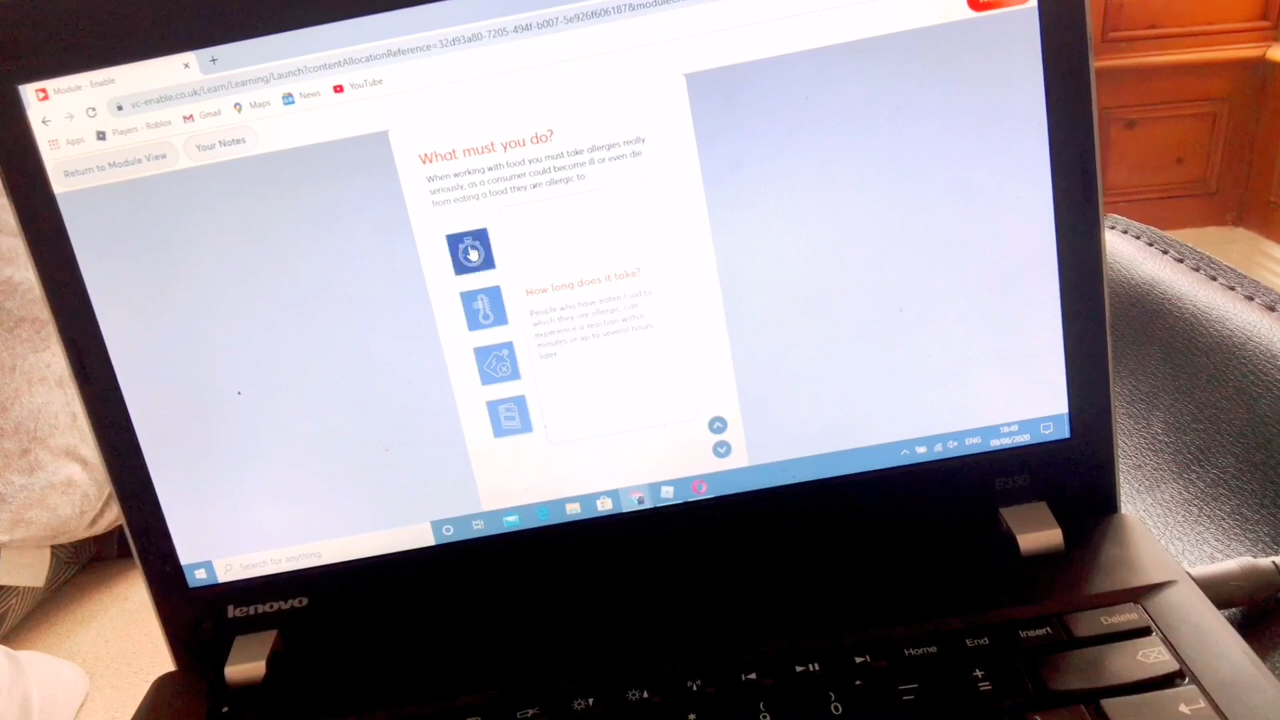 Module - Enable
vc-enable.co.uk/Learn/Learning/Launch?contentAllocationReference=32d93a80-7205-494f-b007-5e926f606187&moduleC
Apps Players - Roblox Gmail Maps News YouTube
Return to Module View Your Notes
What must you do?
When working with food you must take allergies really
seriously, as a consumer could become ill or even die
from eating a food they are allergic to.
How long does it take?
People who have eaten food to
which they are allergic, can
experience a reaction within
minutes or up to several hours
later.
ENG
18:49
09/06/2020
Search for anything
E330
lenovo
Home
End
Insert
Delete